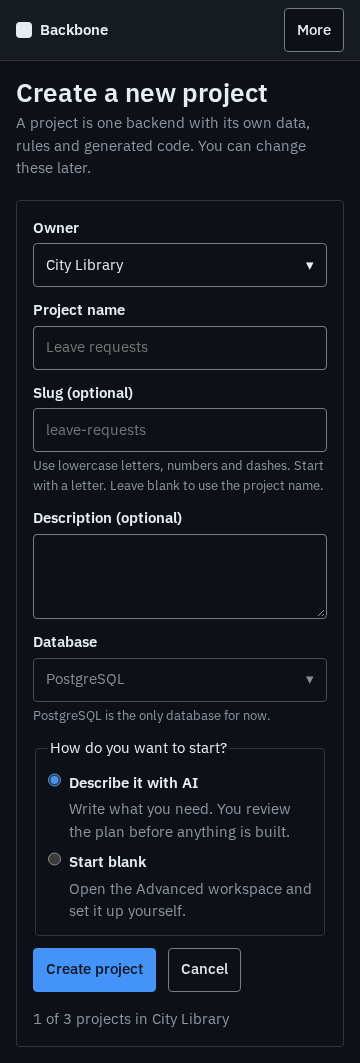 Backbone
More
Create a new project
A project is one backend with its own data,
rules and generated code. You can change
these later.
Owner
City Library
Project name
Leave requests
Slug (optional)
leave-requests
Use lowercase letters, numbers and dashes. Start
with a letter. Leave blank to use the project name.
Description (optional)
Database
PostgreSQL
PostgreSQL is the only database for now.
How do you want to start?
Describe it with AI
Write what you need. You review
the plan before anything is built.
Start blank
Open the Advanced workspace and
set it up yourself.
Create project
Cancel
1 of 3 projects in City Library